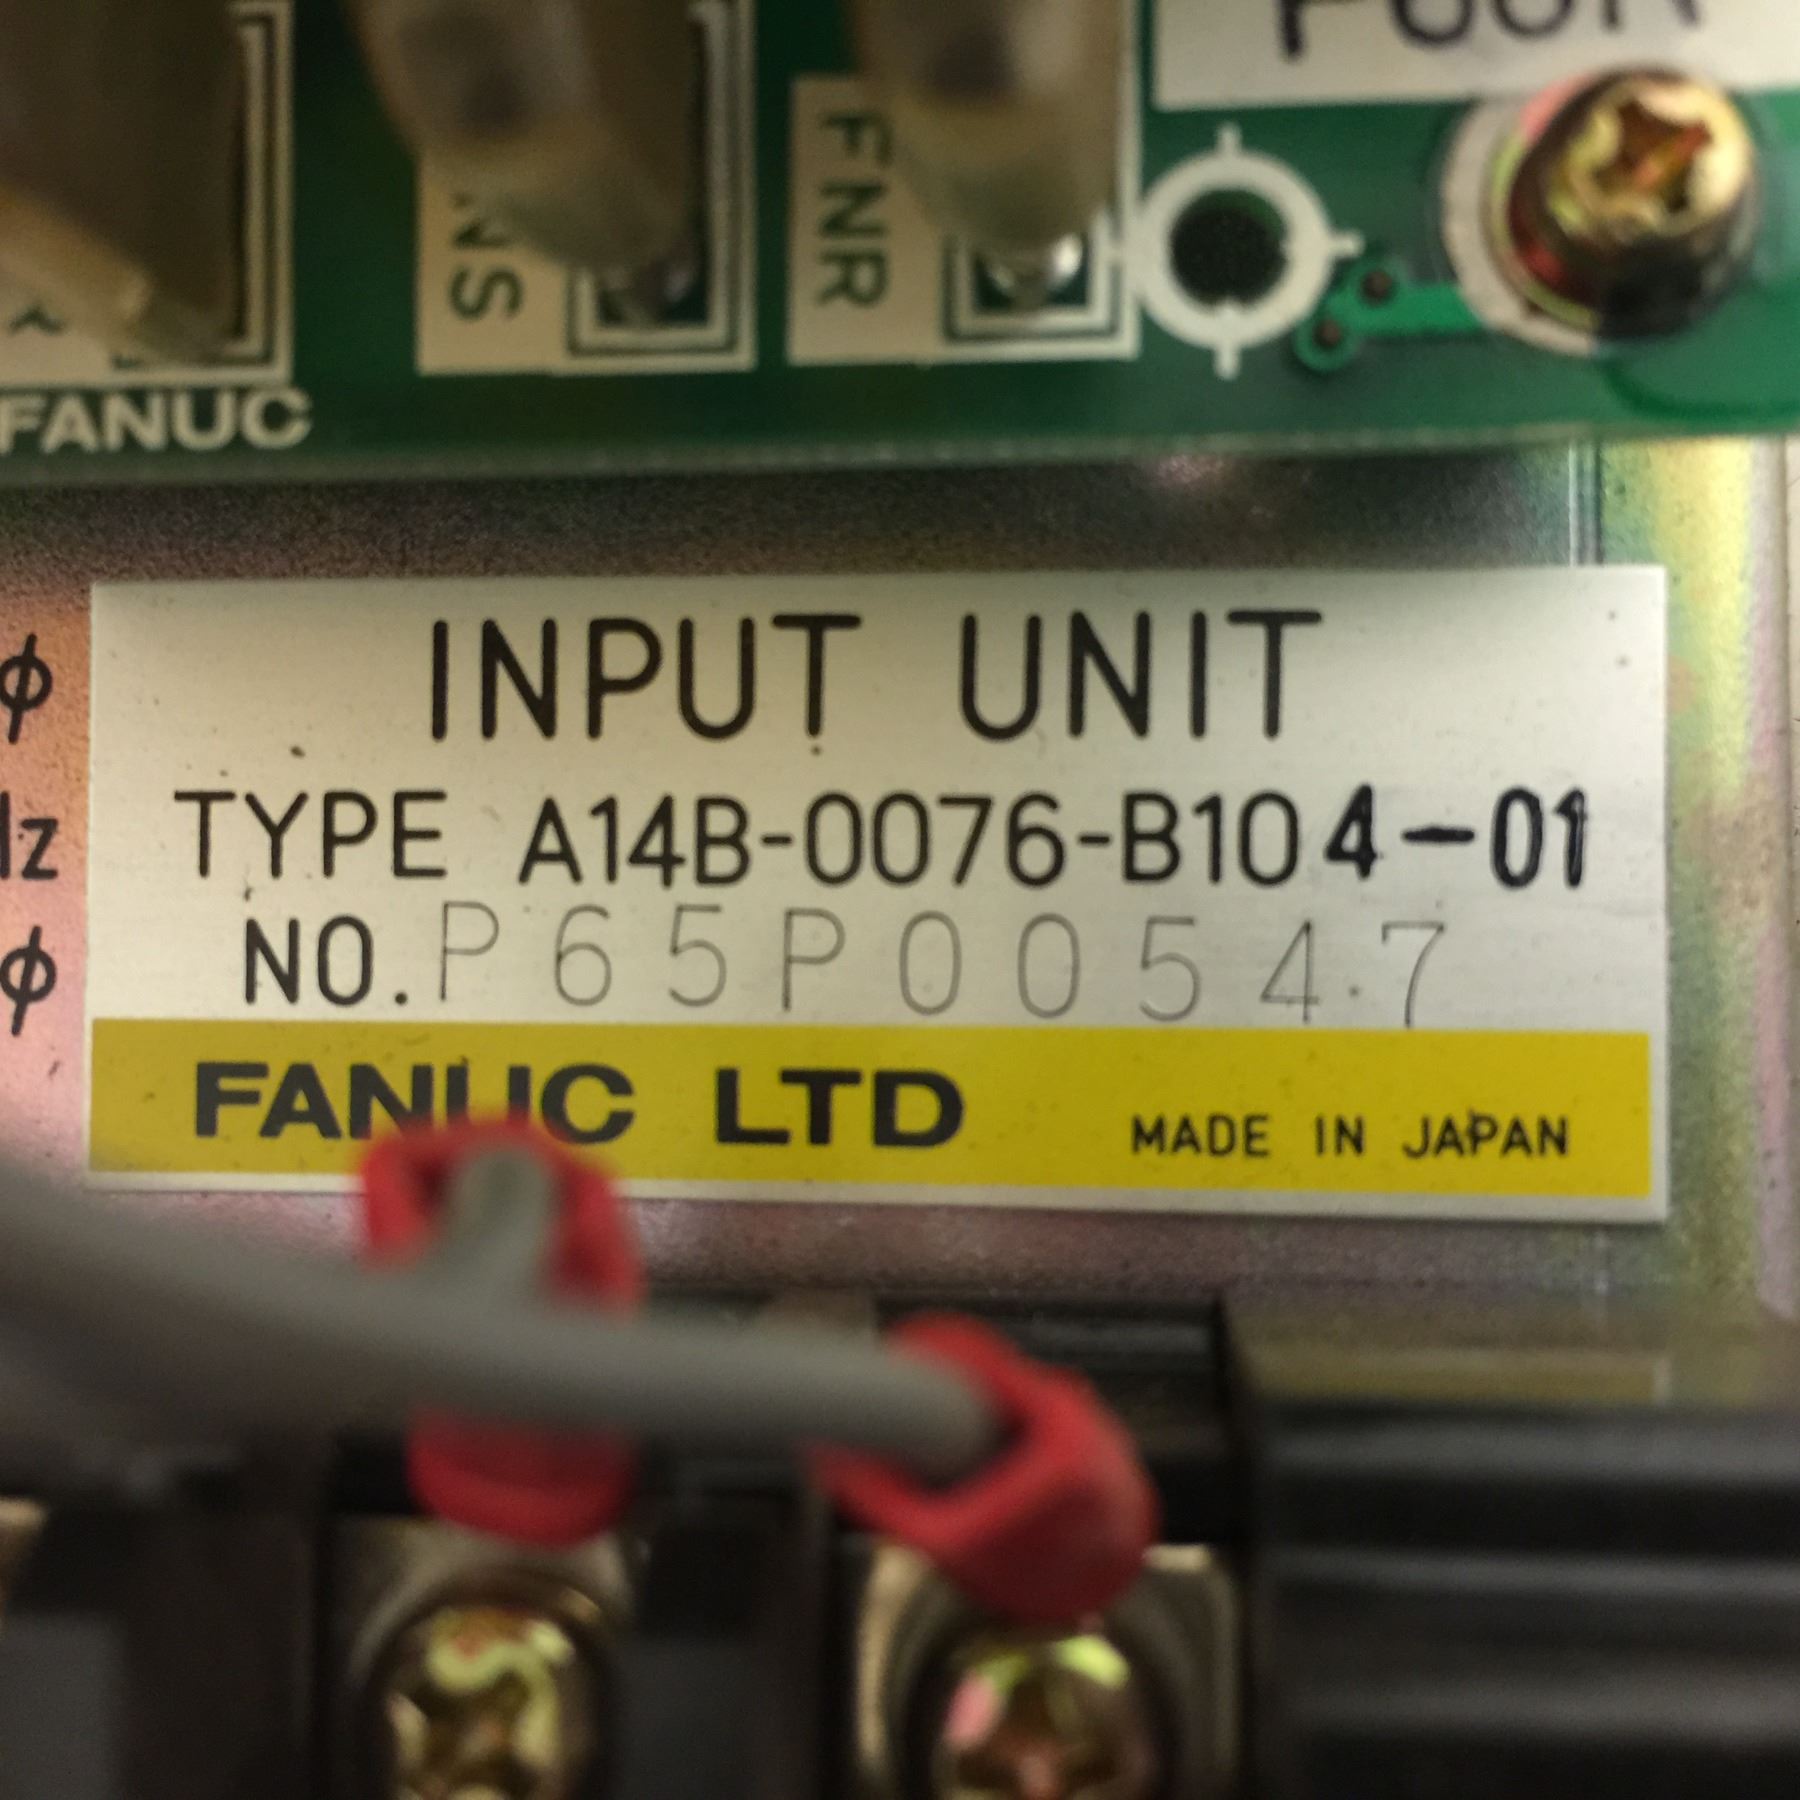 FNR
FANUC
INPUT UNIT
TYPE A14B-0076-B104-01
NO. P65P00547
FANUC LTD MADE IN JAPAN
φ
φ